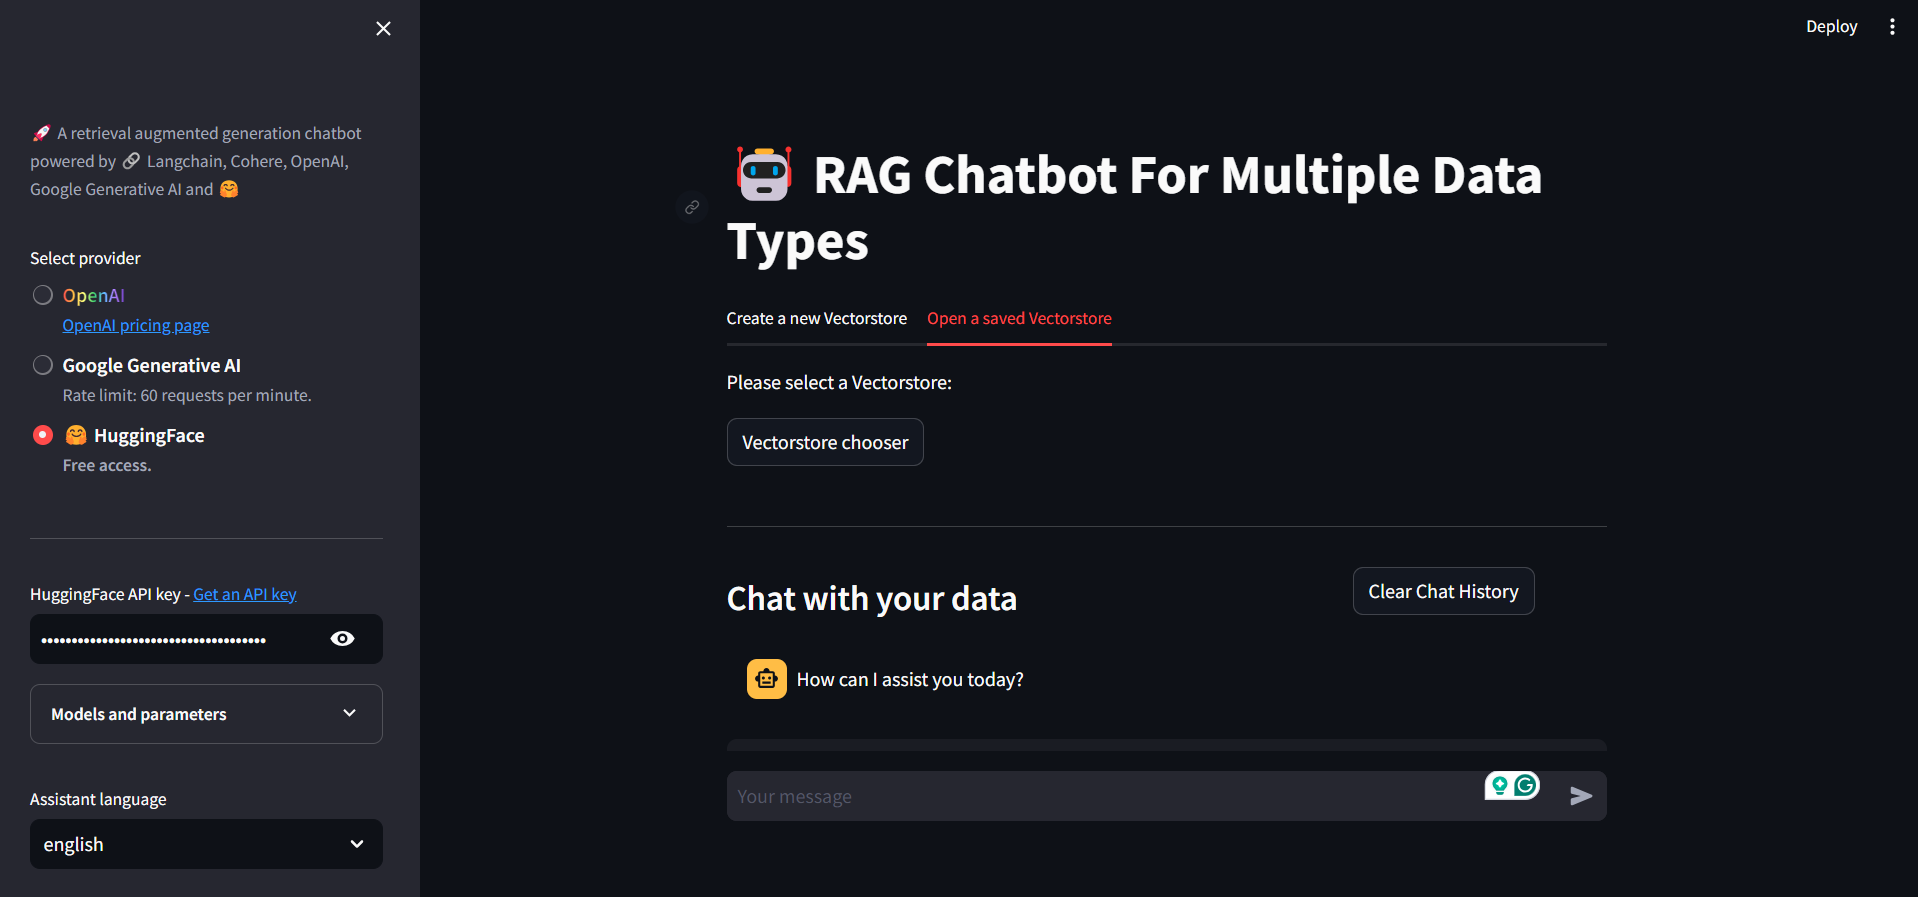 🚀 A retrieval augmented generation chatbot
powered by 🔗 Langchain, Cohere, OpenAI,
Google Generative AI and 🤗
Select provider
OpenAI
OpenAI pricing page
Google Generative AI
Rate limit: 60 requests per minute.
🤗 HuggingFace
Free access.
HuggingFace API key - Get an API key
••••••••••••••••••••••••••••••••••••
Models and parameters
Assistant language
english
Deploy
🤖 RAG Chatbot For Multiple Data
Types
Create a new Vectorstore Open a saved Vectorstore
Please select a Vectorstore:
Vectorstore chooser
Chat with your data
Clear Chat History
How can I assist you today?
Your message